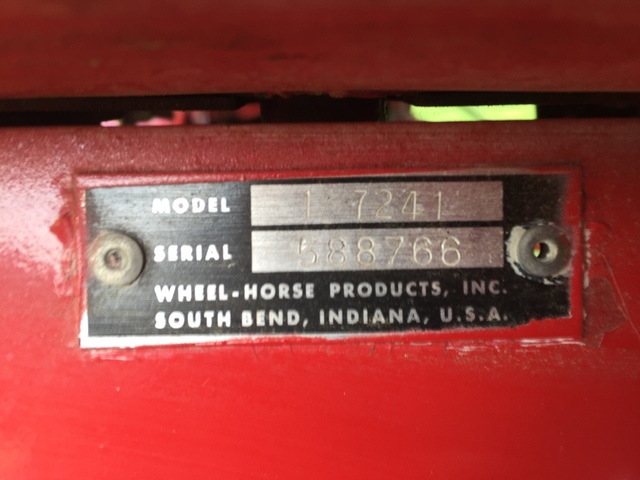 MODEL 1 7241
SERIAL 588766
WHEEL-HORSE PRODUCTS, INC.
SOUTH BEND, INDIANA, U.S.A.